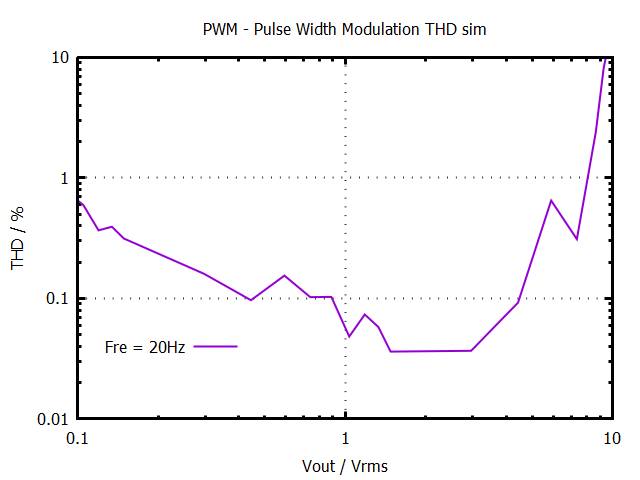 PWM - Pulse Width Modulation THD sim
10
1
0.1
0.01
THD / %
Fre = 20Hz
0.1
1
10
Vout / Vrms